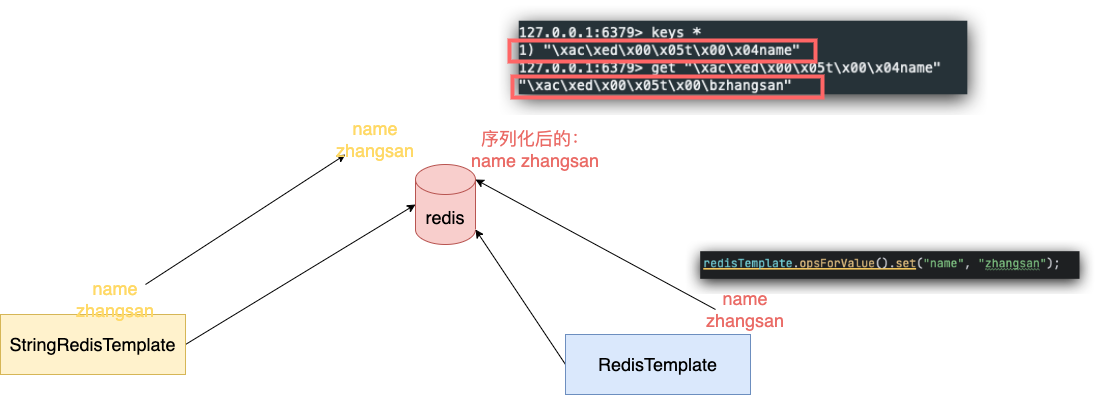 127.0.0.1:6379> keys *
1) "\xac\xed\x00\x05t\x00\x04name"
127.0.0.1:6379> get "\xac\xed\x00\x05t\x00\x04name"
"\xac\xed\x00\x05t\x00\bzhangsan"
name
zhangsan
序列化后的:
name zhangsan
redis
redisTemplate.opsForValue().set("name", "zhangsan");
name
zhangsan
StringRedisTemplate
name
zhangsan
RedisTemplate